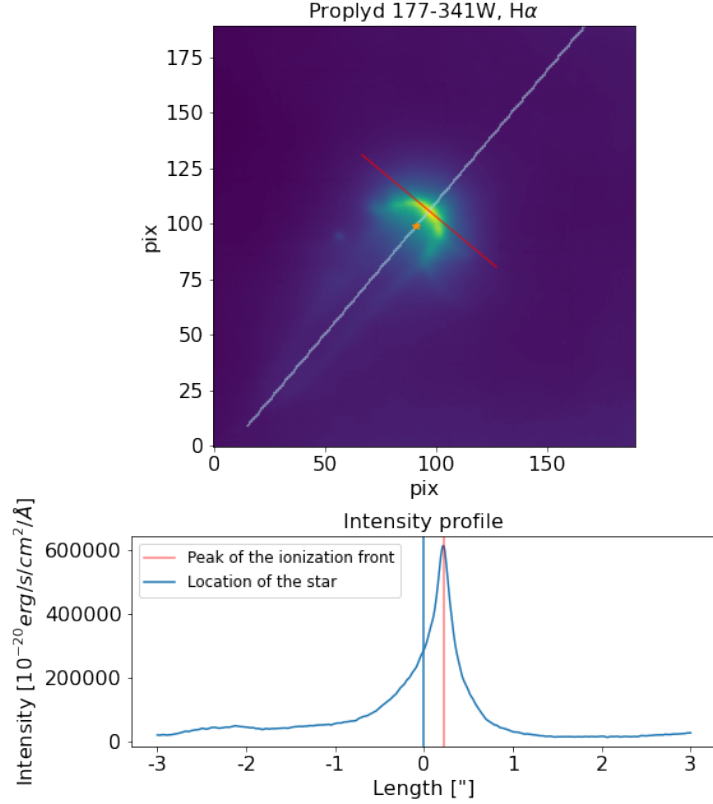 Proplyd 177-341W, Hα
175
150
125
100
75
50
25
0
pix
0 50 100 150
pix
Intensity profile
600000
400000
200000
0
Intensity [10⁻²⁰erg/s/cm²/Å]
Peak of the ionization front
Location of the star
-3 -2 -1 0 1 2 3
Length ["]